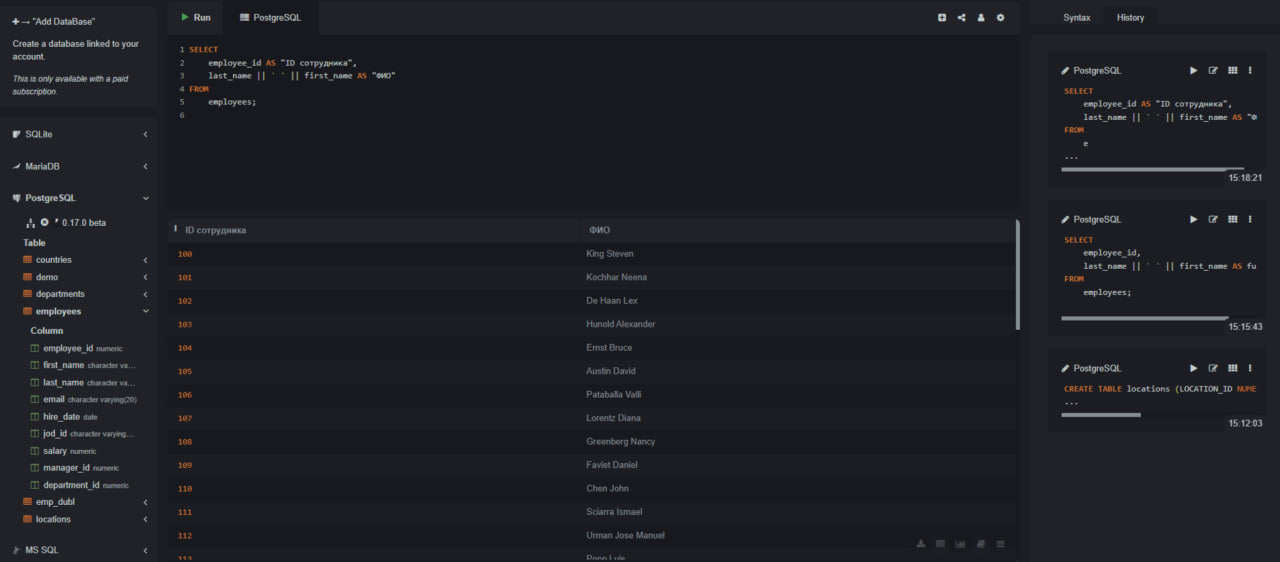 + → "Add DataBase"
Create a database linked to your
account.
This is only available with a paid
subscription.
SQLite
MariaDB
PostgreSQL
0.17.0 beta
Table
countries
demo
departments
employees
Column
employee_id numeric
first_name character va...
last_name character va...
email character varying(20)
hire_date date
jod_id character varying...
salary numeric
manager_id numeric
department_id numeric
emp_dubl
locations
MS SQL
Run
PostgreSQL
1 SELECT
2 employee_id AS "ID сотрудника",
3 last_name || ' ' || first_name AS "ФИО"
4 FROM
5 employees;
6
ID сотрудника ФИО
100 King Steven
101 Kochhar Neena
102 De Haan Lex
103 Hunold Alexander
104 Ernst Bruce
105 Austin David
106 Pataballa Valli
107 Lorentz Diana
108 Greenberg Nancy
109 Faviet Daniel
110 Chen John
111 Sciarra Ismael
112 Urman Jose Manuel
113 Popp Luis
Syntax History
PostgreSQL
SELECT
employee_id AS "ID сотрудника",
last_name || ' ' || first_name AS "Ф
FROM
e
...
15:18:21
PostgreSQL
SELECT
employee_id,
last_name || ' ' || first_name AS fu
FROM
employees;
15:15:43
PostgreSQL
CREATE TABLE locations (LOCATION_ID NUME
...
15:12:03